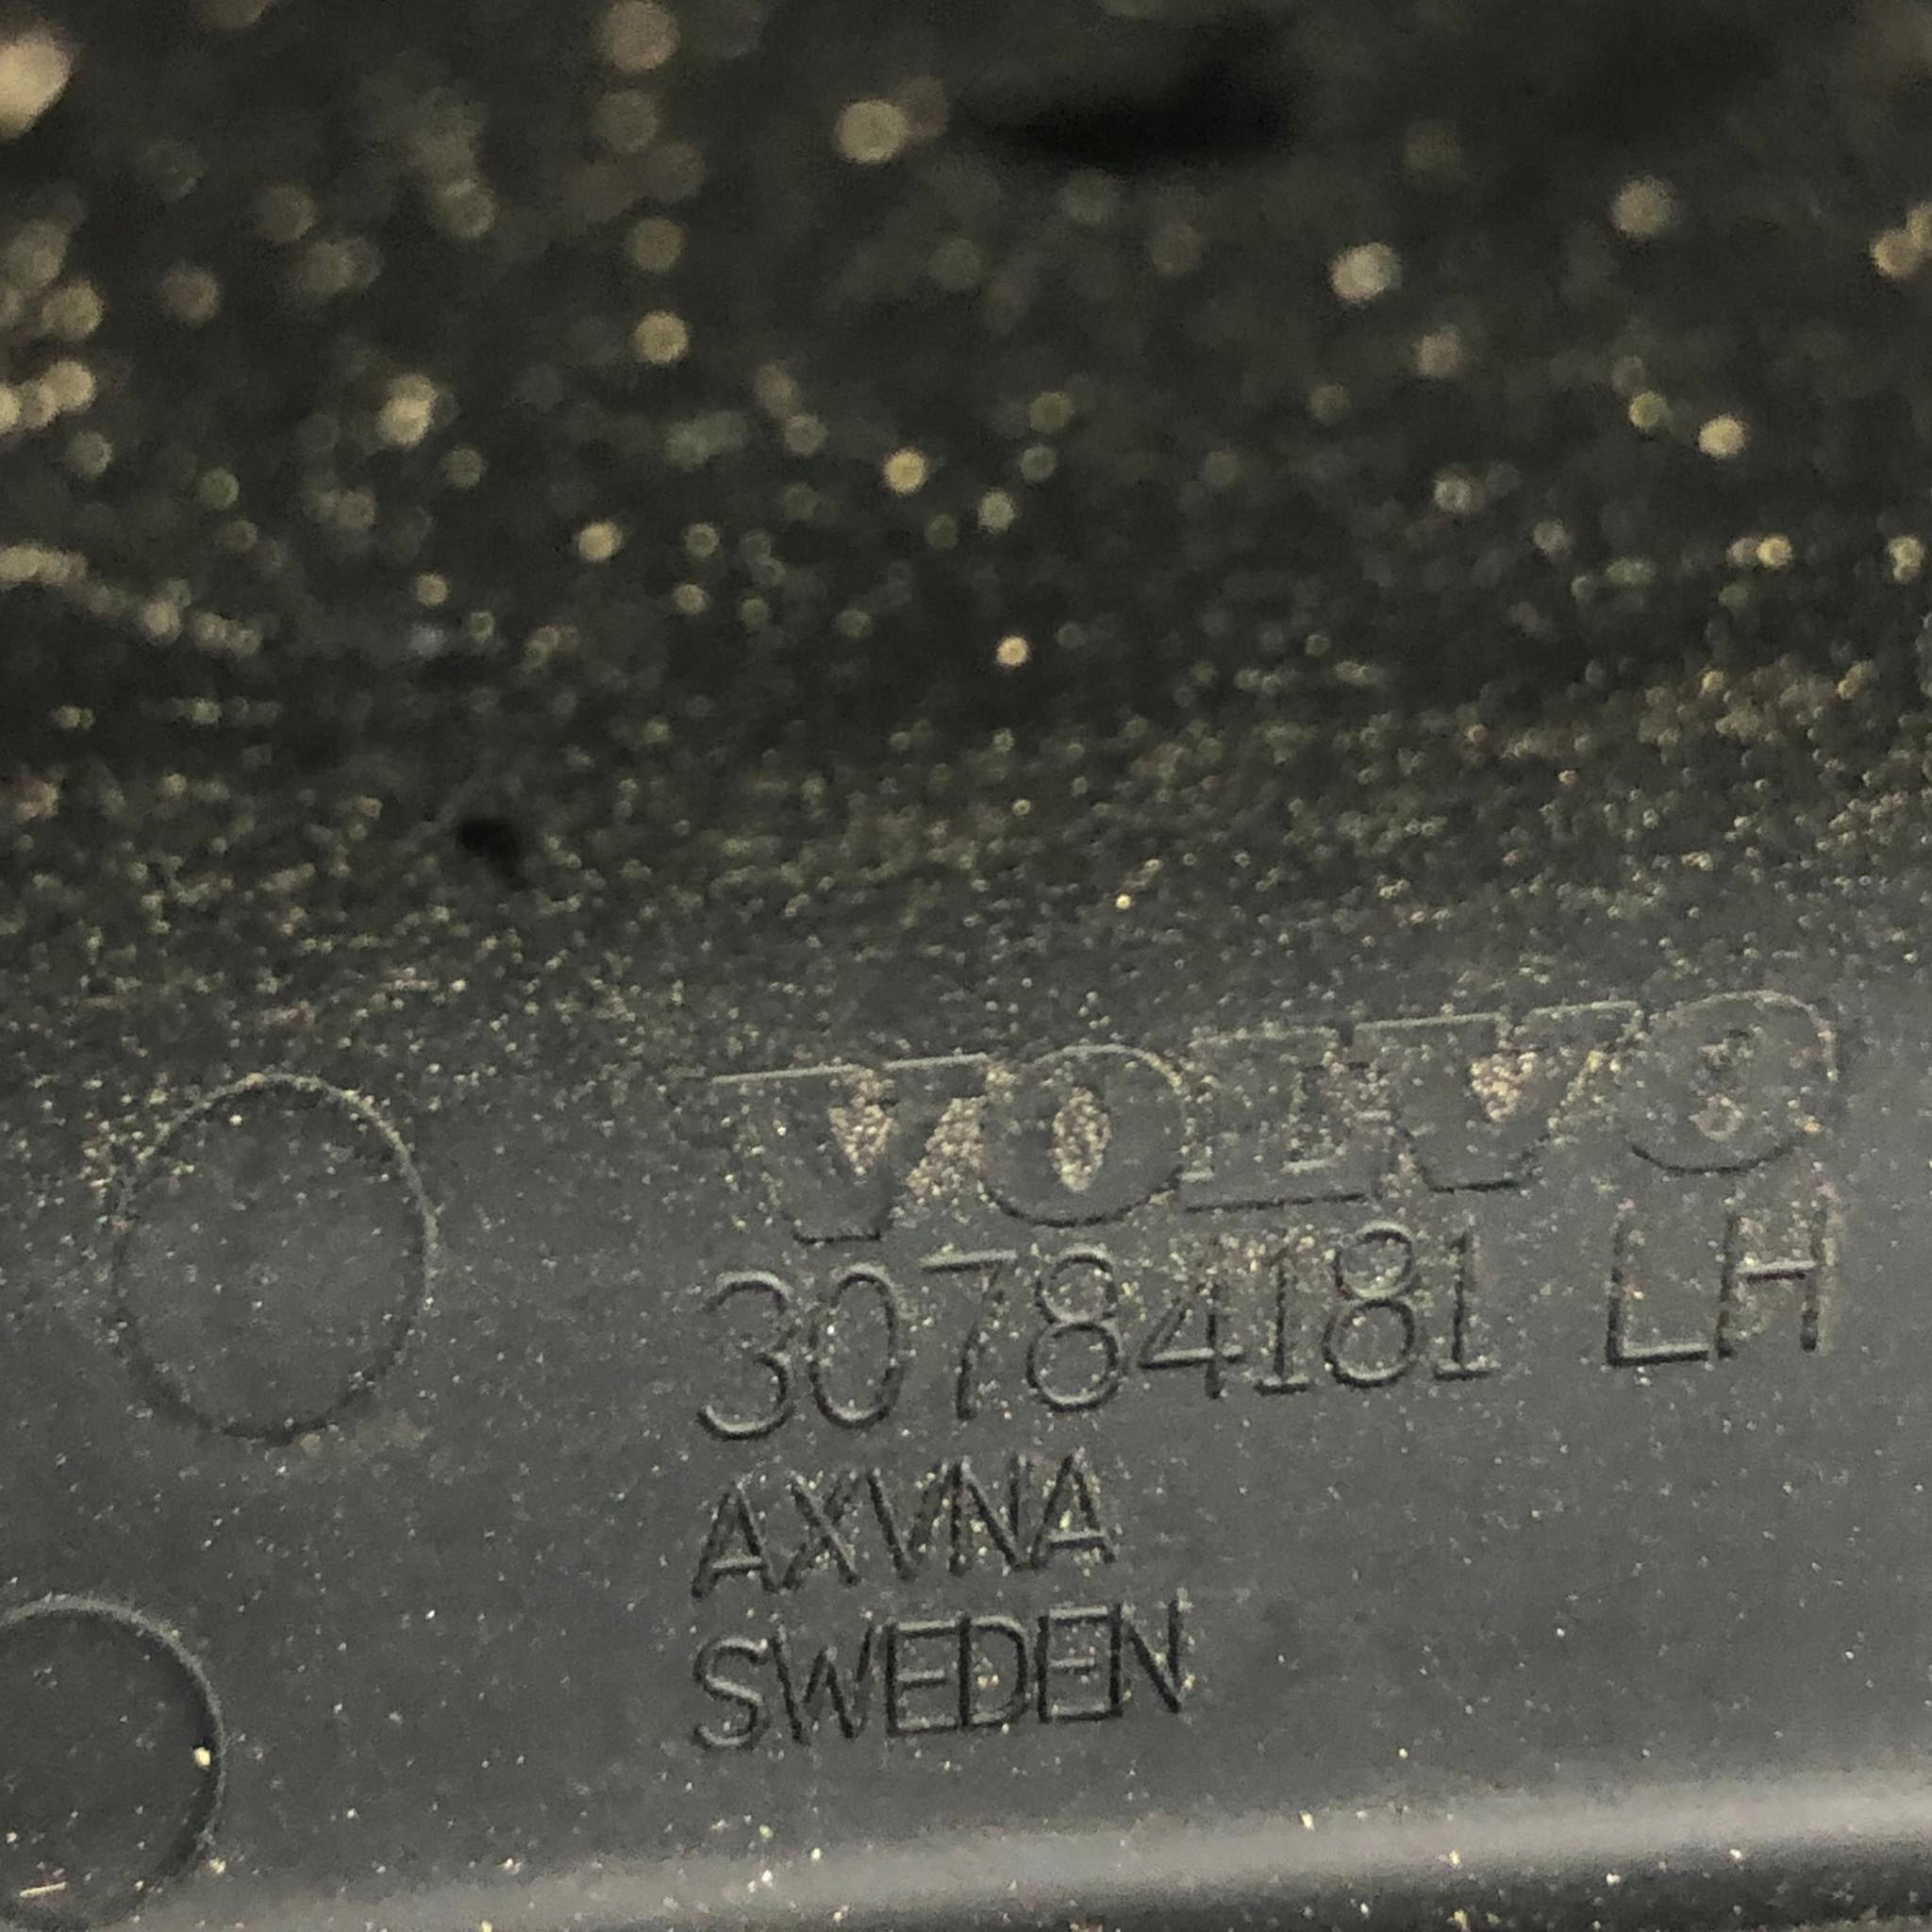 VOLVO
30784181 LH
AXVNA
SWEDEN